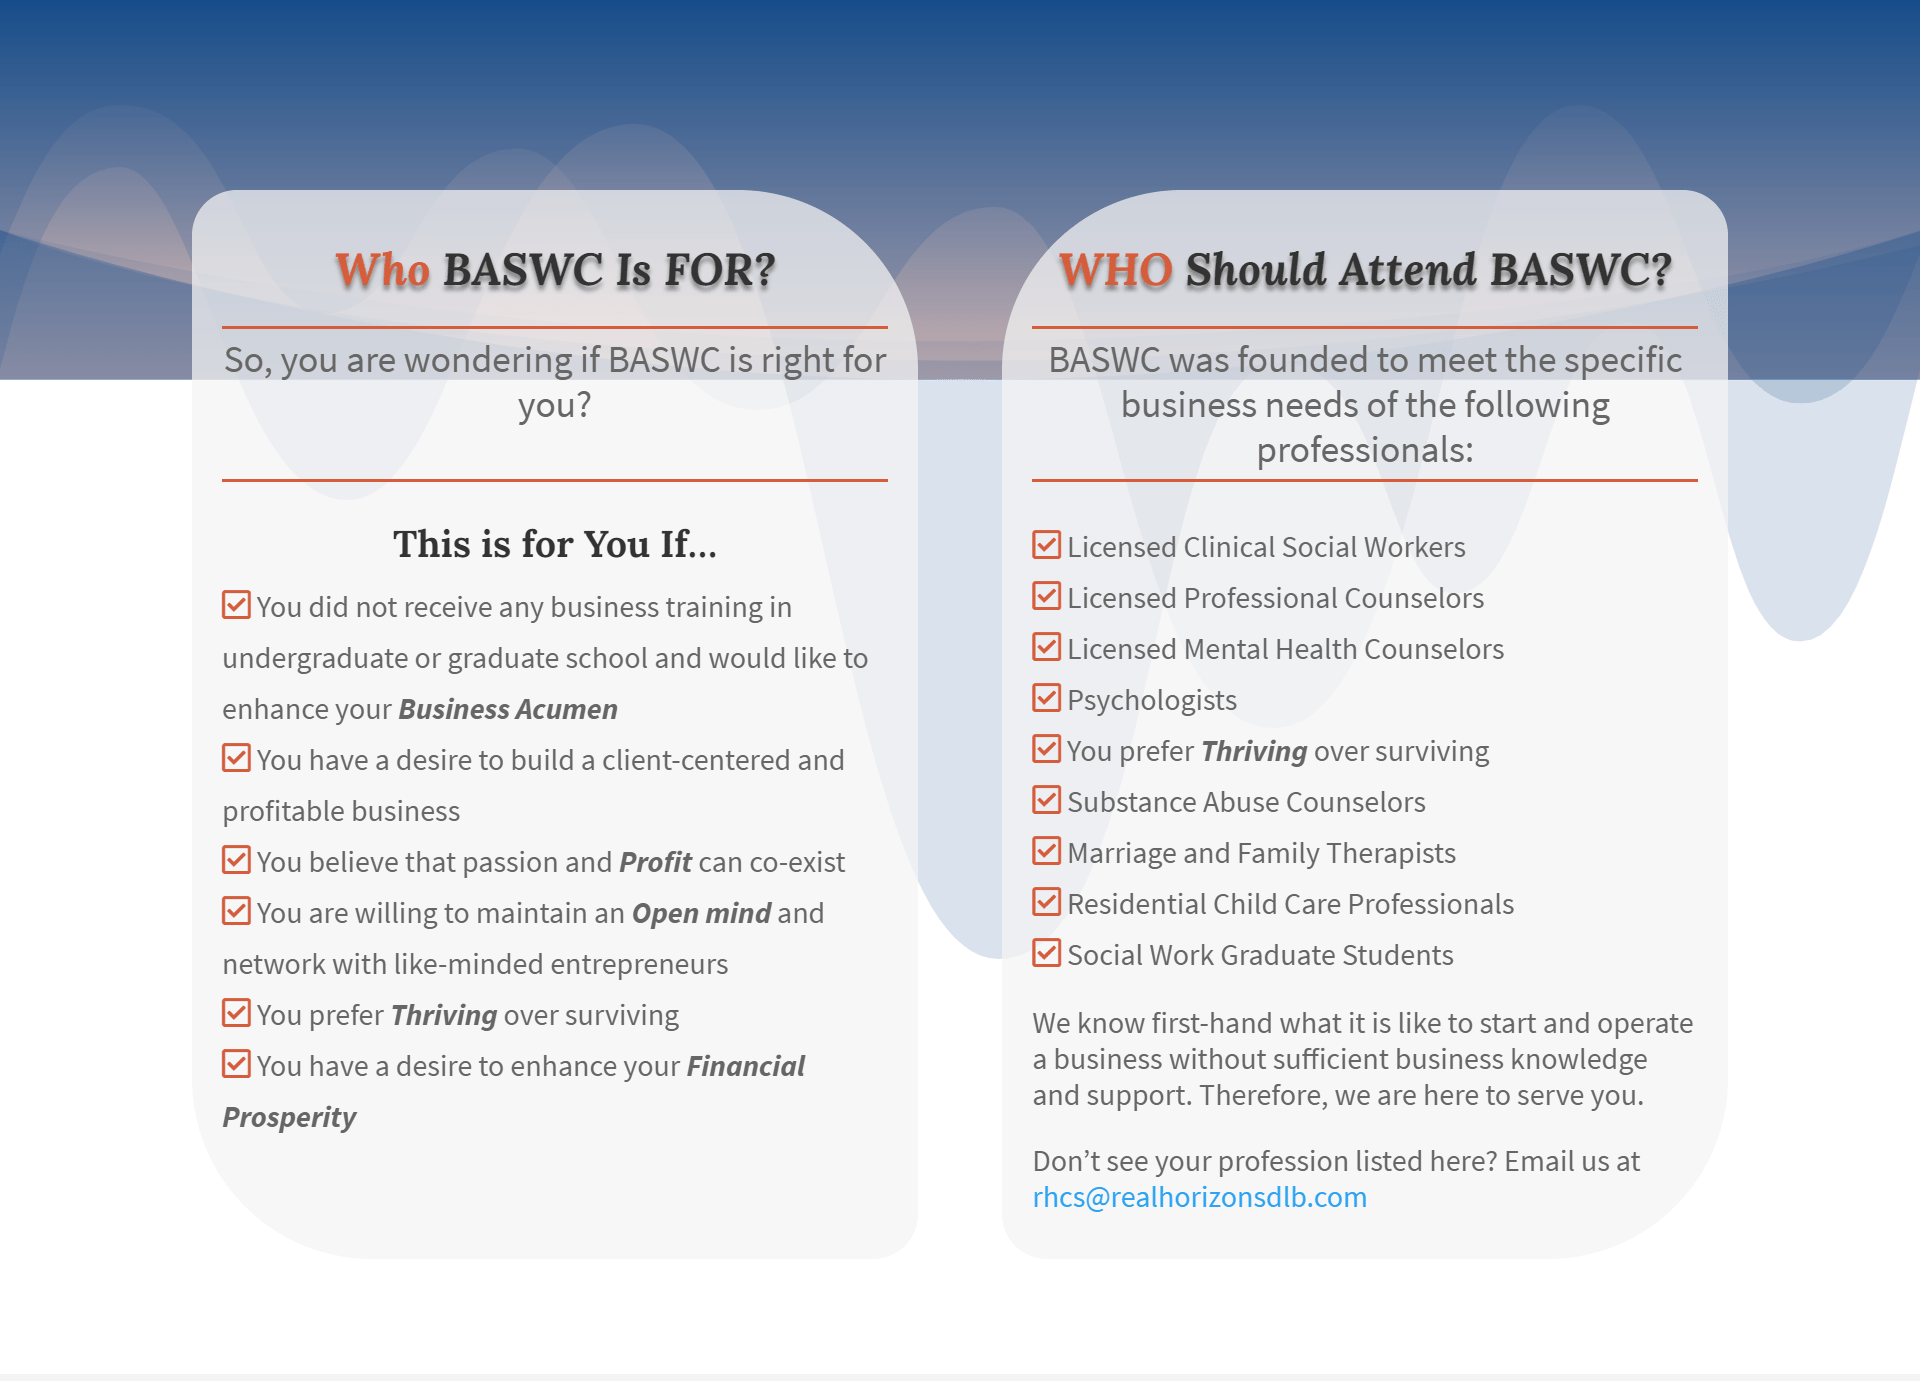 Who BASWC Is FOR?
So, you are wondering if BASWC is right for
you?
This is for You If...
You did not receive any business training in
undergraduate or graduate school and would like to
enhance your Business Acumen
You have a desire to build a client-centered and
profitable business
You believe that passion and Profit can co-exist
You are willing to maintain an Open mind and
network with like-minded entrepreneurs
You prefer Thriving over surviving
You have a desire to enhance your Financial
Prosperity
WHO Should Attend BASWC?
BASWC was founded to meet the specific
business needs of the following
professionals:
Licensed Clinical Social Workers
Licensed Professional Counselors
Licensed Mental Health Counselors
Psychologists
You prefer Thriving over surviving
Substance Abuse Counselors
Marriage and Family Therapists
Residential Child Care Professionals
Social Work Graduate Students
We know first-hand what it is like to start and operate
a business without sufficient business knowledge
and support. Therefore, we are here to serve you.
Don’t see your profession listed here? Email us at
rhcs@realhorizonsdlb.com